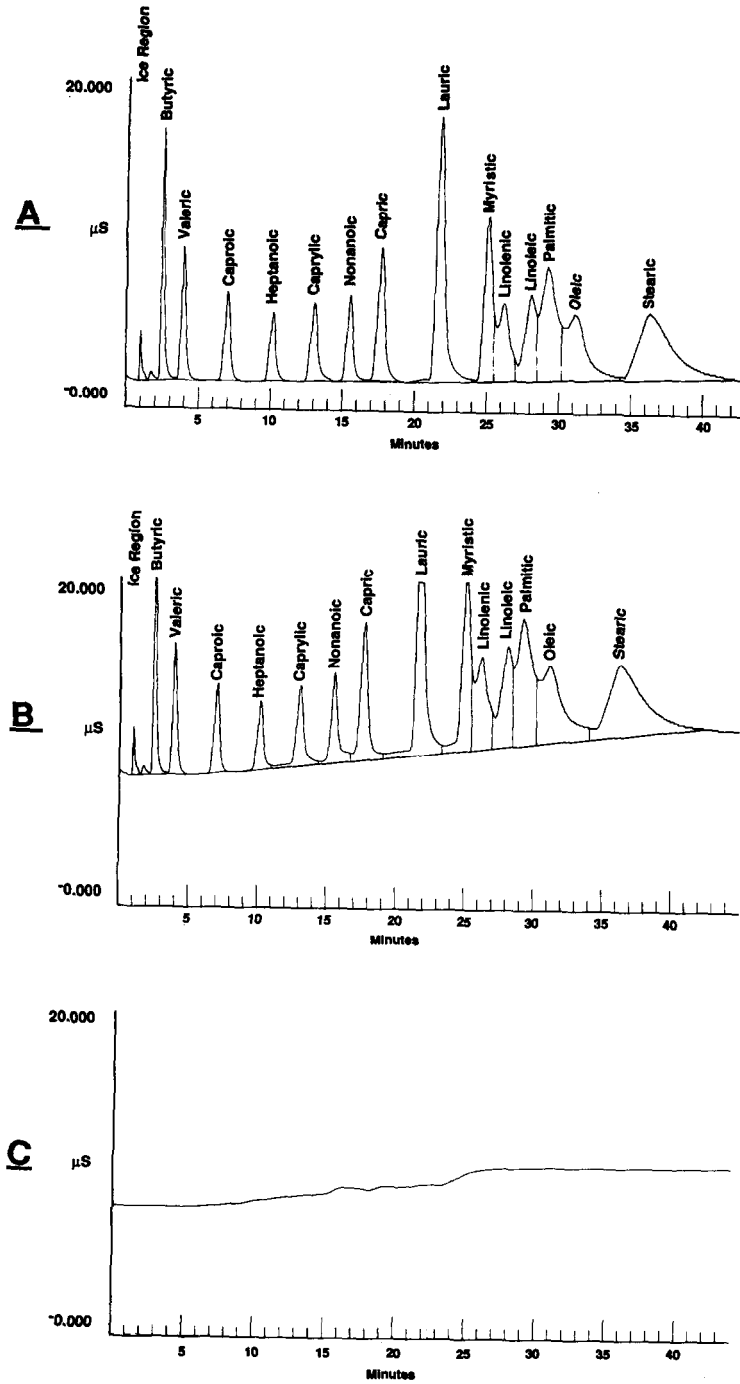 Ice Region
20.000
Butyric
Valeric
Caproic
Heptanoic
Caprylic
Nonanoic
Capric
Lauric
Myristic
Linolenic
Linoleic
Palmitic
Oleic
Stearic
A
µS
-0.000
5 10 15 20 25 30 35 40
Minutes
Ice Region
20.000
Butyric
Valeric
Caproic
Heptanoic
Caprylic
Nonanoic
Capric
Lauric
Myristic
Linolenic
Linoleic
Palmitic
Oleic
Stearic
B
µS
-0.000
5 10 15 20 25 30 35 40
Minutes
20.000
C
µS
-0.000
5 10 15 20 25 30 35 40
Minutes